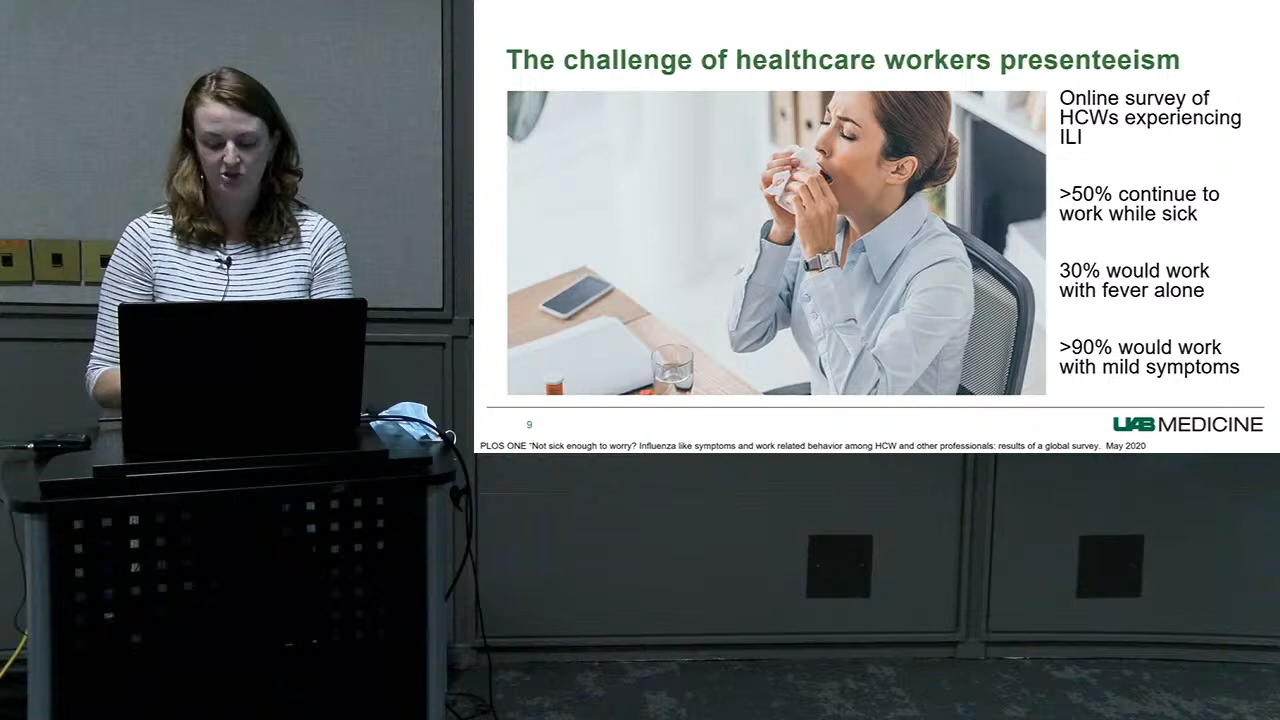 The challenge of healthcare workers presenteeism
Online survey of
HCWs experiencing
ILI
>50% continue to
work while sick
30% would work
with fever alone
>90% would work
with mild symptoms
9
UAB MEDICINE
PLOS ONE "Not sick enough to worry? Influenza like symptoms and work related behavior among HCW and other professionals: results of a global survey. May 2020